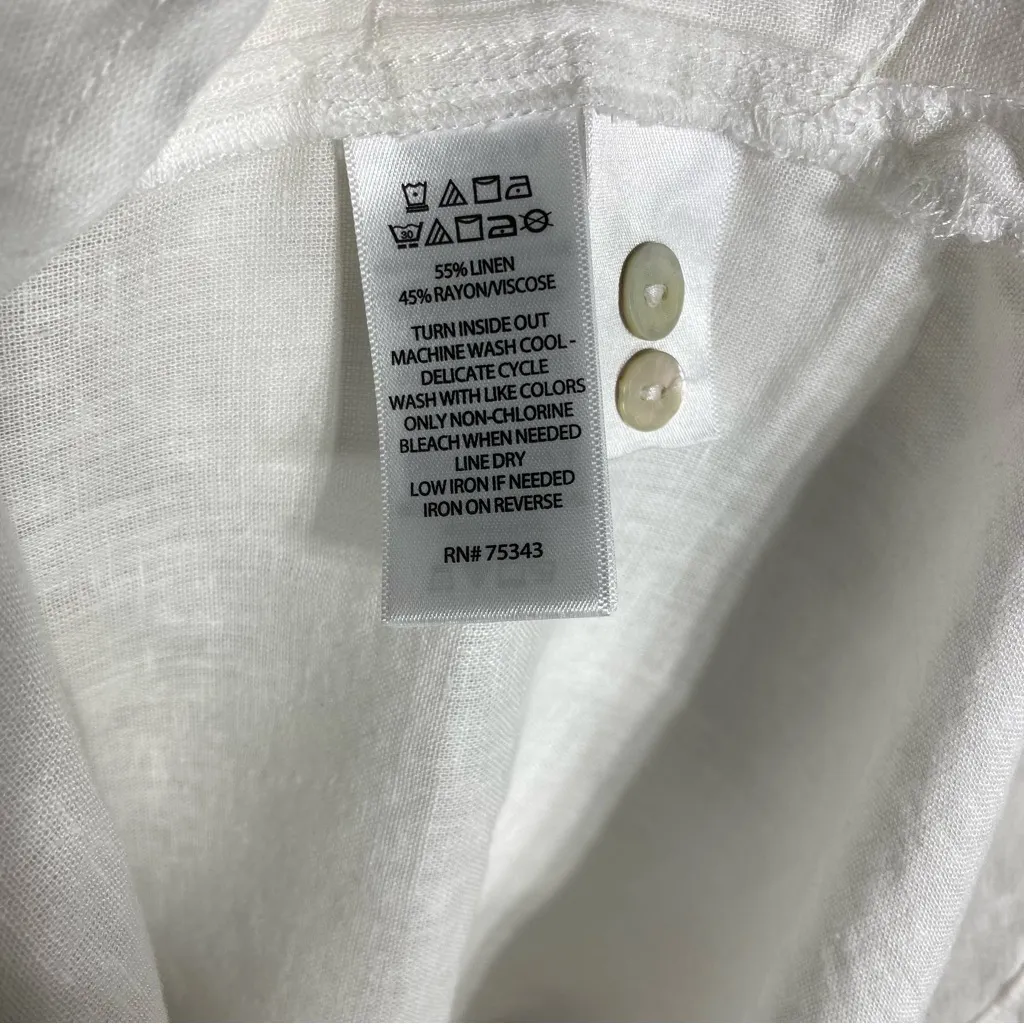 30
55% LINEN
45% RAYON/VISCOSE
TURN INSIDE OUT
MACHINE WASH COOL -
DELICATE CYCLE
WASH WITH LIKE COLORS
ONLY NON-CHLORINE
BLEACH WHEN NEEDED
LINE DRY
LOW IRON IF NEEDED
IRON ON REVERSE
RN# 75343